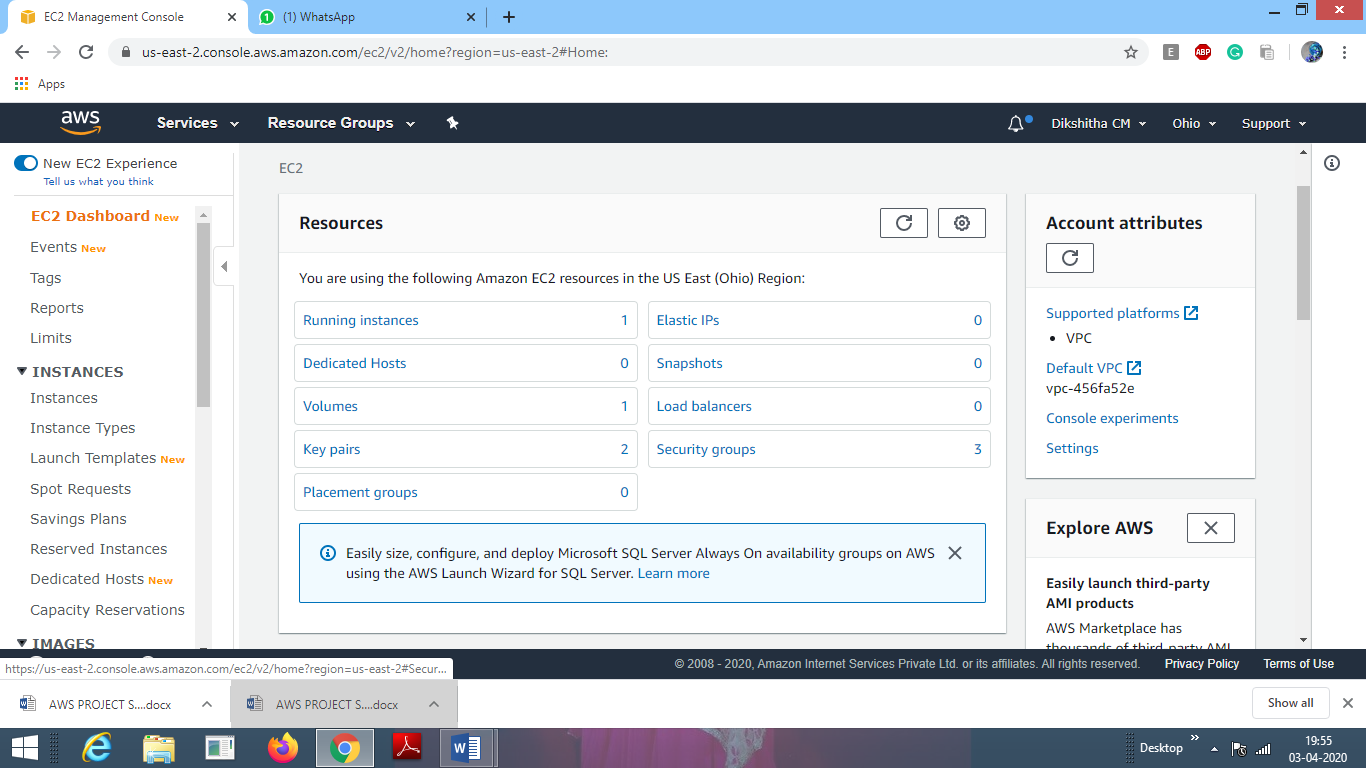 EC2 Management Console
(1) WhatsApp
us-east-2.console.aws.amazon.com/ec2/v2/home?region=us-east-2#Home:
E
ABP
Apps
aws
Services
Resource Groups
Dikshitha CM
Ohio
Support
New EC2 Experience
Tell us what you think
EC2 Dashboard New
Events New
Tags
Reports
Limits
INSTANCES
Instances
Instance Types
Launch Templates New
Spot Requests
Savings Plans
Reserved Instances
Dedicated Hosts New
Capacity Reservations
IMAGES
EC2
Resources
You are using the following Amazon EC2 resources in the US East (Ohio) Region:
Running instances 1
Elastic IPs 0
Dedicated Hosts 0
Snapshots 0
Volumes 1
Load balancers 0
Key pairs 2
Security groups 3
Placement groups 0
Easily size, configure, and deploy Microsoft SQL Server Always On availability groups on AWS
using the AWS Launch Wizard for SQL Server. Learn more
Account attributes
Supported platforms
VPC
Default VPC
vpc-456fa52e
Console experiments
Settings
Explore AWS
Easily launch third-party
AMI products
AWS Marketplace has
thousands of third-party AMI
https://us-east-2.console.aws.amazon.com/ec2/v2/home?region=us-east-2#Secur...
© 2008 - 2020, Amazon Internet Services Private Ltd. or its affiliates. All rights reserved.
Privacy Policy
Terms of Use
AWS PROJECT S....docx
AWS PROJECT S....docx
Show all
Desktop
19:55
03-04-2020